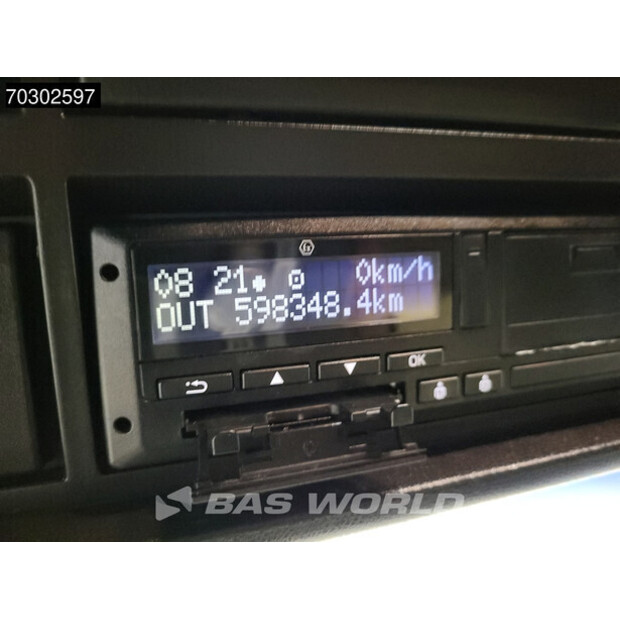 70302597
08 21 0km/h
OUT 598348.4km
OK
BAS WORLD